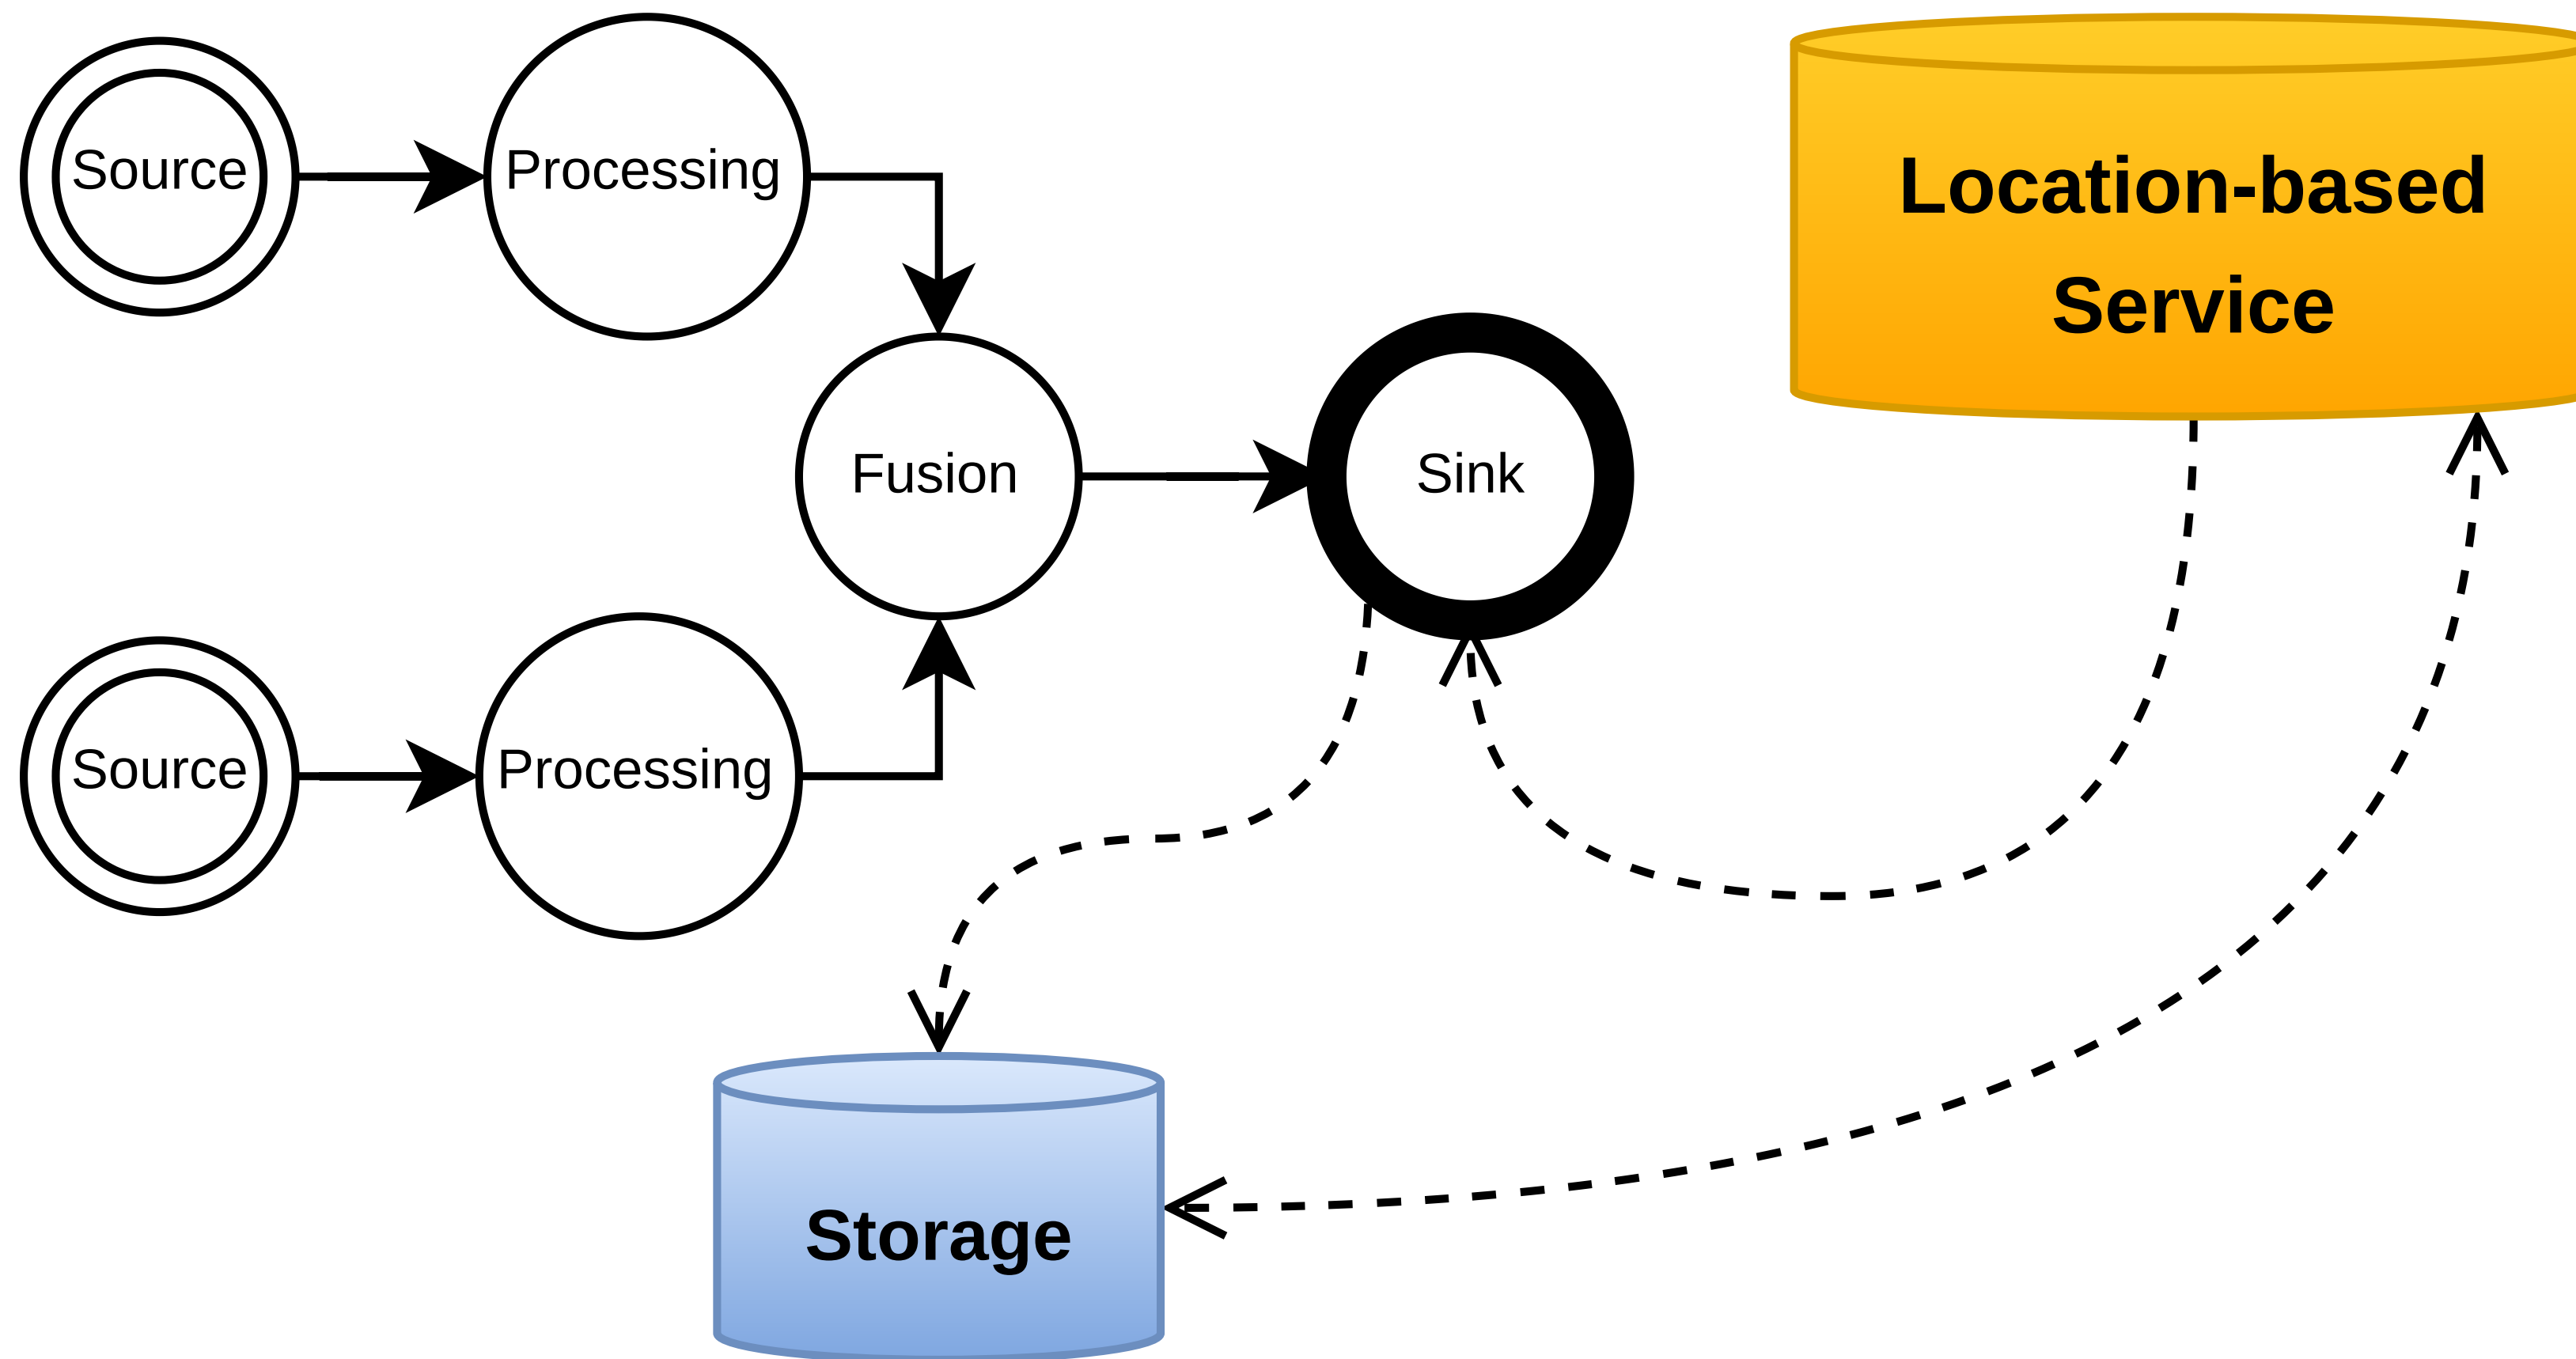 Source
Processing
Location-based
Service
Fusion
Sink
Source
Processing
Storage